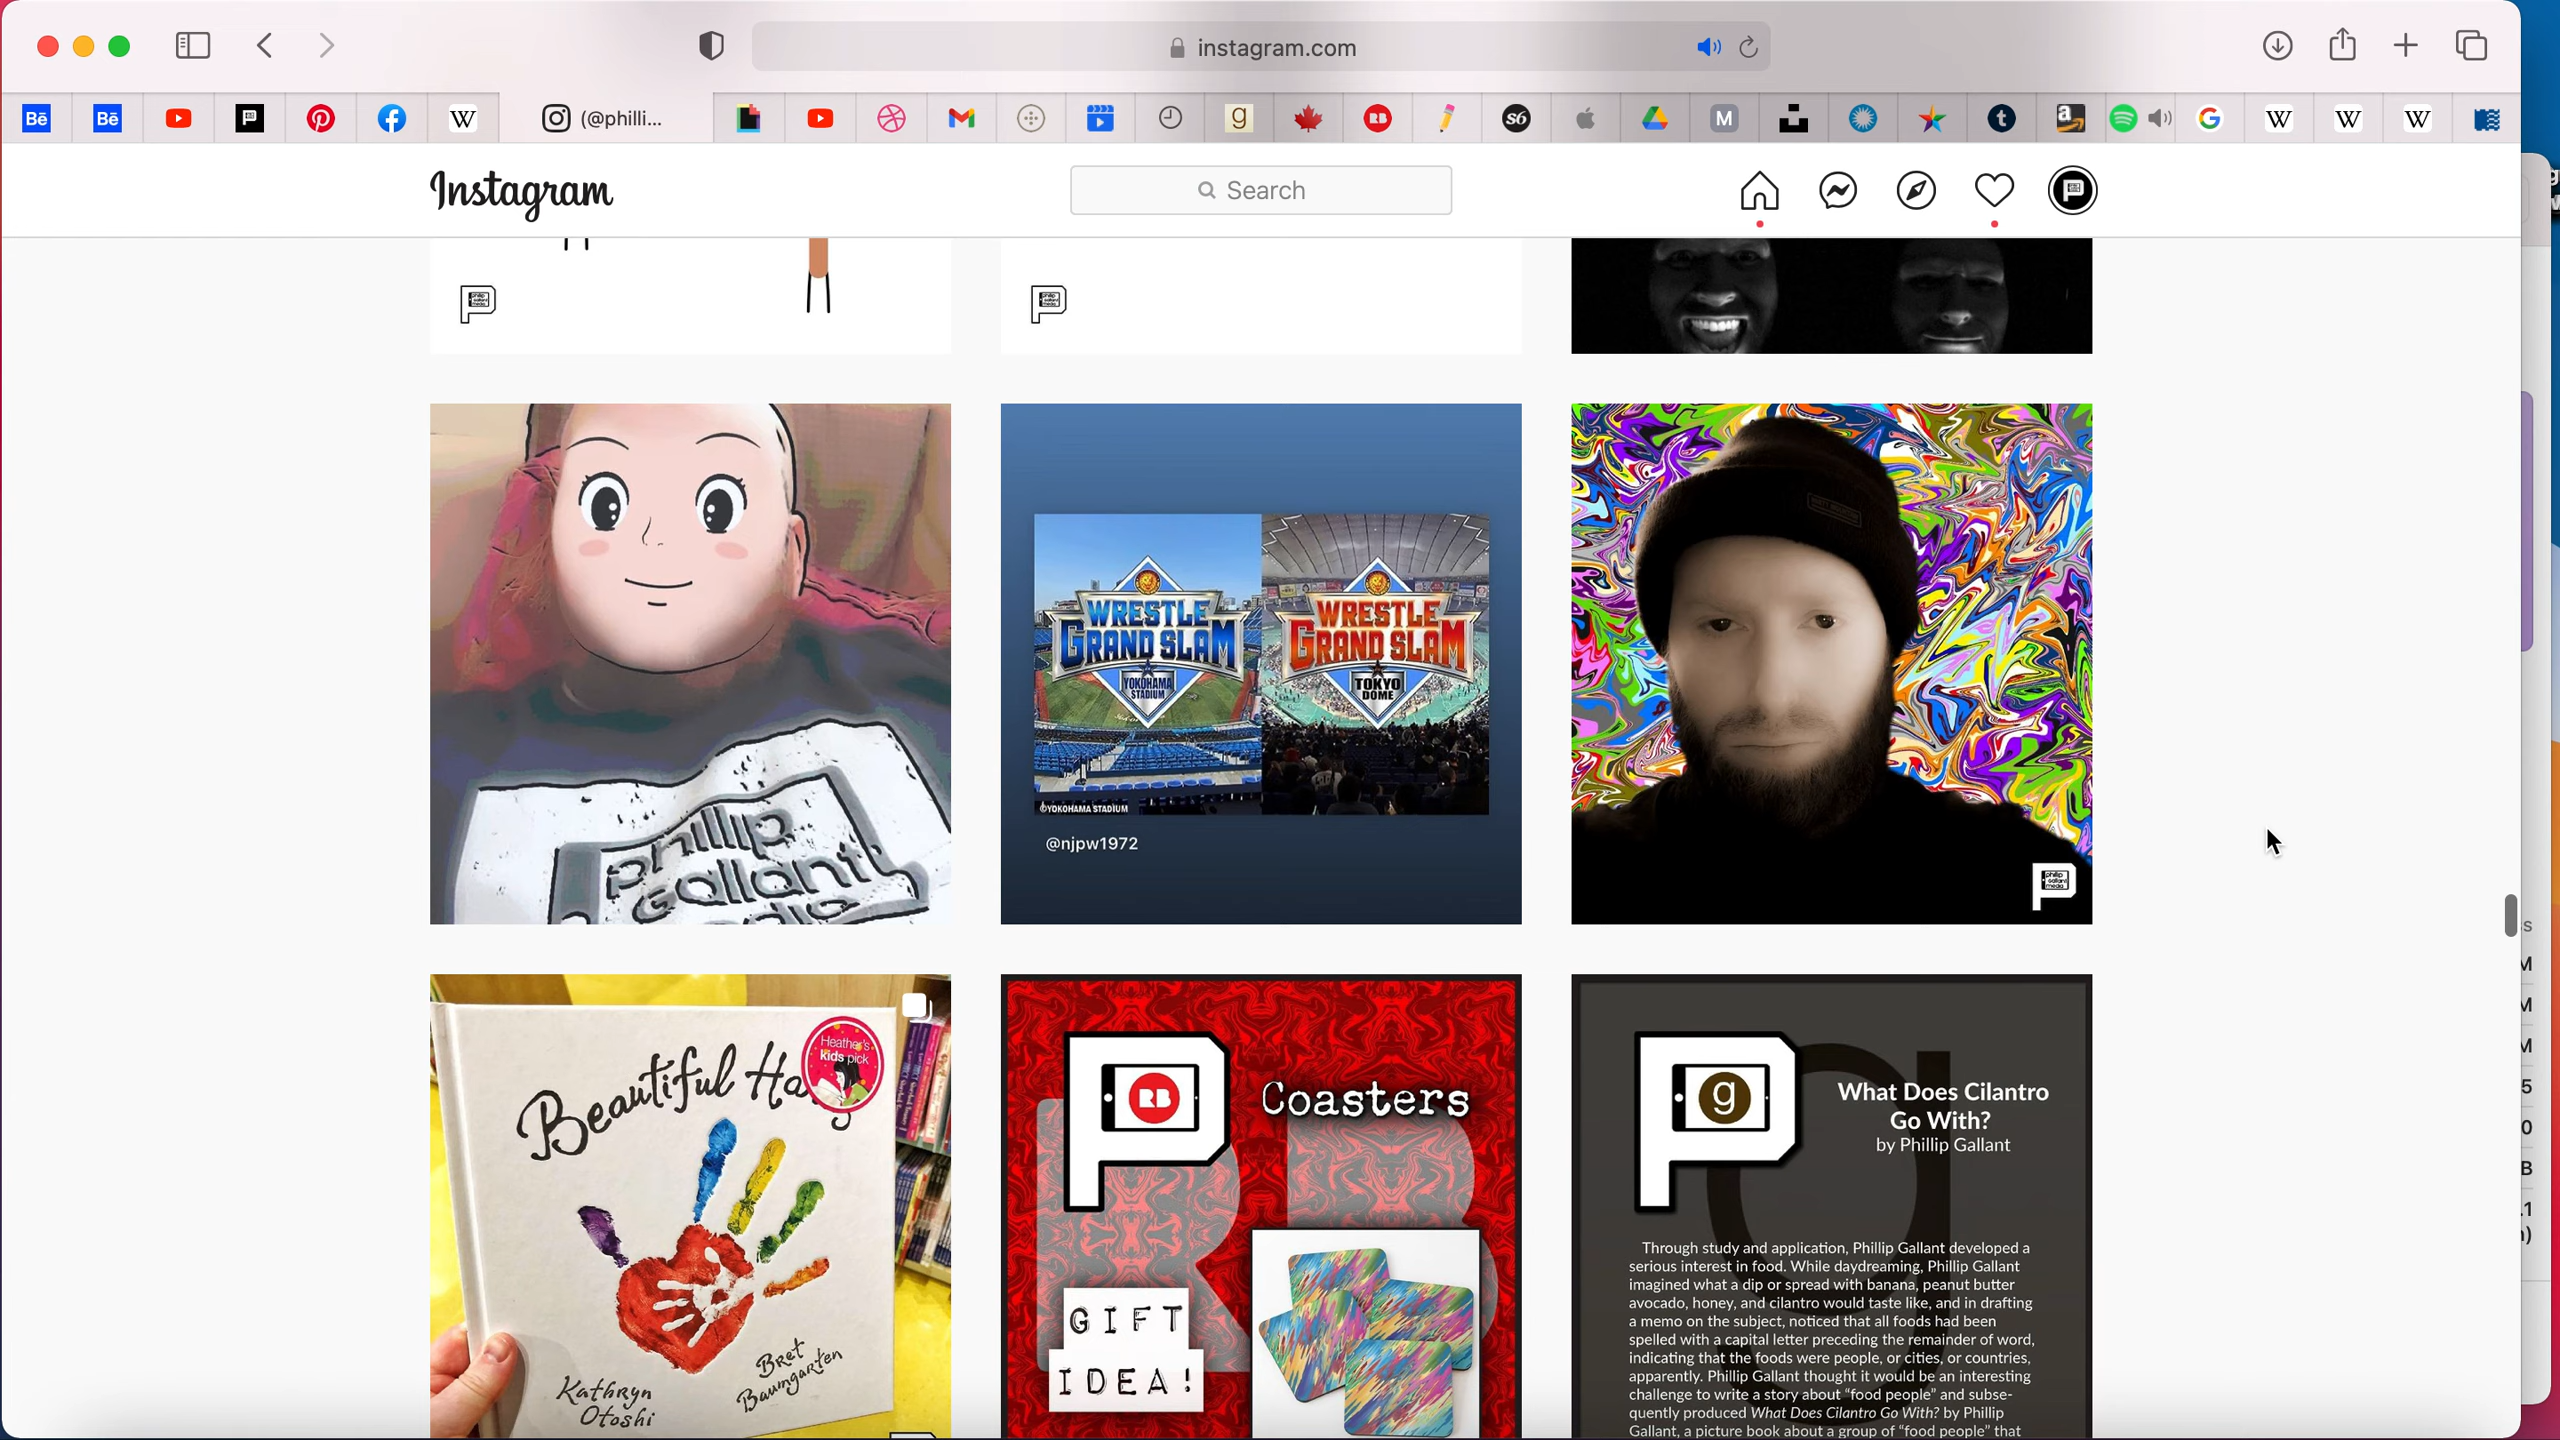 instagram.com
(@philli...
Instagram
Search
WRESTLE
GRAND SLAM
YOKOHAMA
STADIUM
©YOKOHAMA STADIUM
WRESTLE
GRAND SLAM
TOKYO
DOME
@njpw1972
phillip
gallant
phillip
gallant
media
Beautiful
Heather's
kids pick
Kathryn
Otoshi
Bret
Baumgarten
RB
Coasters
GIFT
IDEA!
g
What Does Cilantro
Go With?
by Phillip Gallant
Through study and application, Phillip Gallant developed a
serious interest in food. While daydreaming, Phillip Gallant
imagined what a dip or spread with banana, peanut butter
avocado, honey, and cilantro would taste like, and in drafting
a memo on the subject, noticed that all foods had been
spelled with a capital letter preceding the remainder of word,
indicating that the foods were people, or cities, or countries,
apparently. Phillip Gallant thought it would be an interesting
challenge to write a story about “food people” and subse-
quently produced What Does Cilantro Go With? by Phillip
Gallant, a picture book about a group of “food people” that